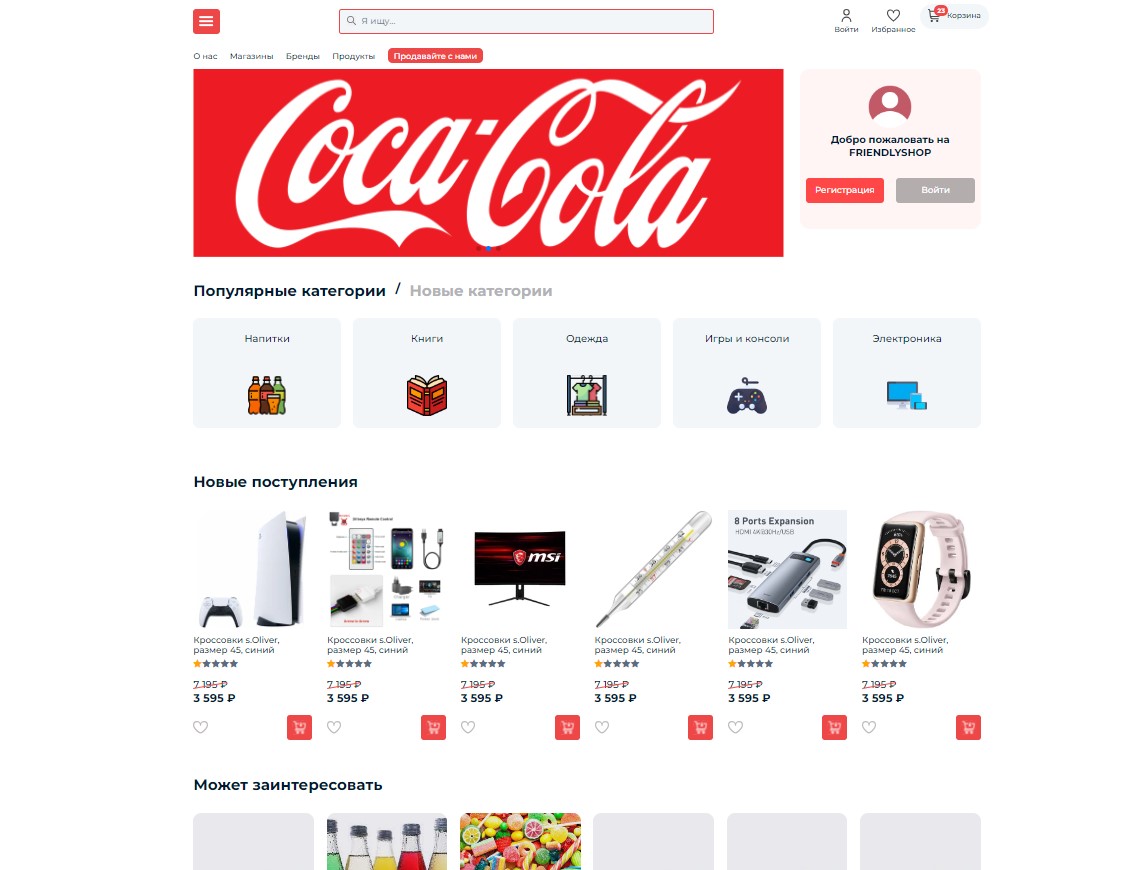 Я ищу...
Войти
Избранное
23
Корзина
О нас
Магазины
Бренды
Продукты
Продавайте с нами
Coca-Cola
Добро пожаловать на
FRIENDLYSHOP
Регистрация
Войти
Популярные категории / Новые категории
Напитки
Книги
Одежда
Игры и консоли
Электроника
Новые поступления
msi
8 Ports Expansion
HDMI 4K@30Hz/USB
Кроссовки s.Oliver,
размер 45, синий
7 195 ₽
3 595 ₽
Кроссовки s.Oliver,
размер 45, синий
7 195 ₽
3 595 ₽
Кроссовки s.Oliver,
размер 45, синий
7 195 ₽
3 595 ₽
Кроссовки s.Oliver,
размер 45, синий
7 195 ₽
3 595 ₽
Кроссовки s.Oliver,
размер 45, синий
7 195 ₽
3 595 ₽
Кроссовки s.Oliver,
размер 45, синий
7 195 ₽
3 595 ₽
Может заинтересовать